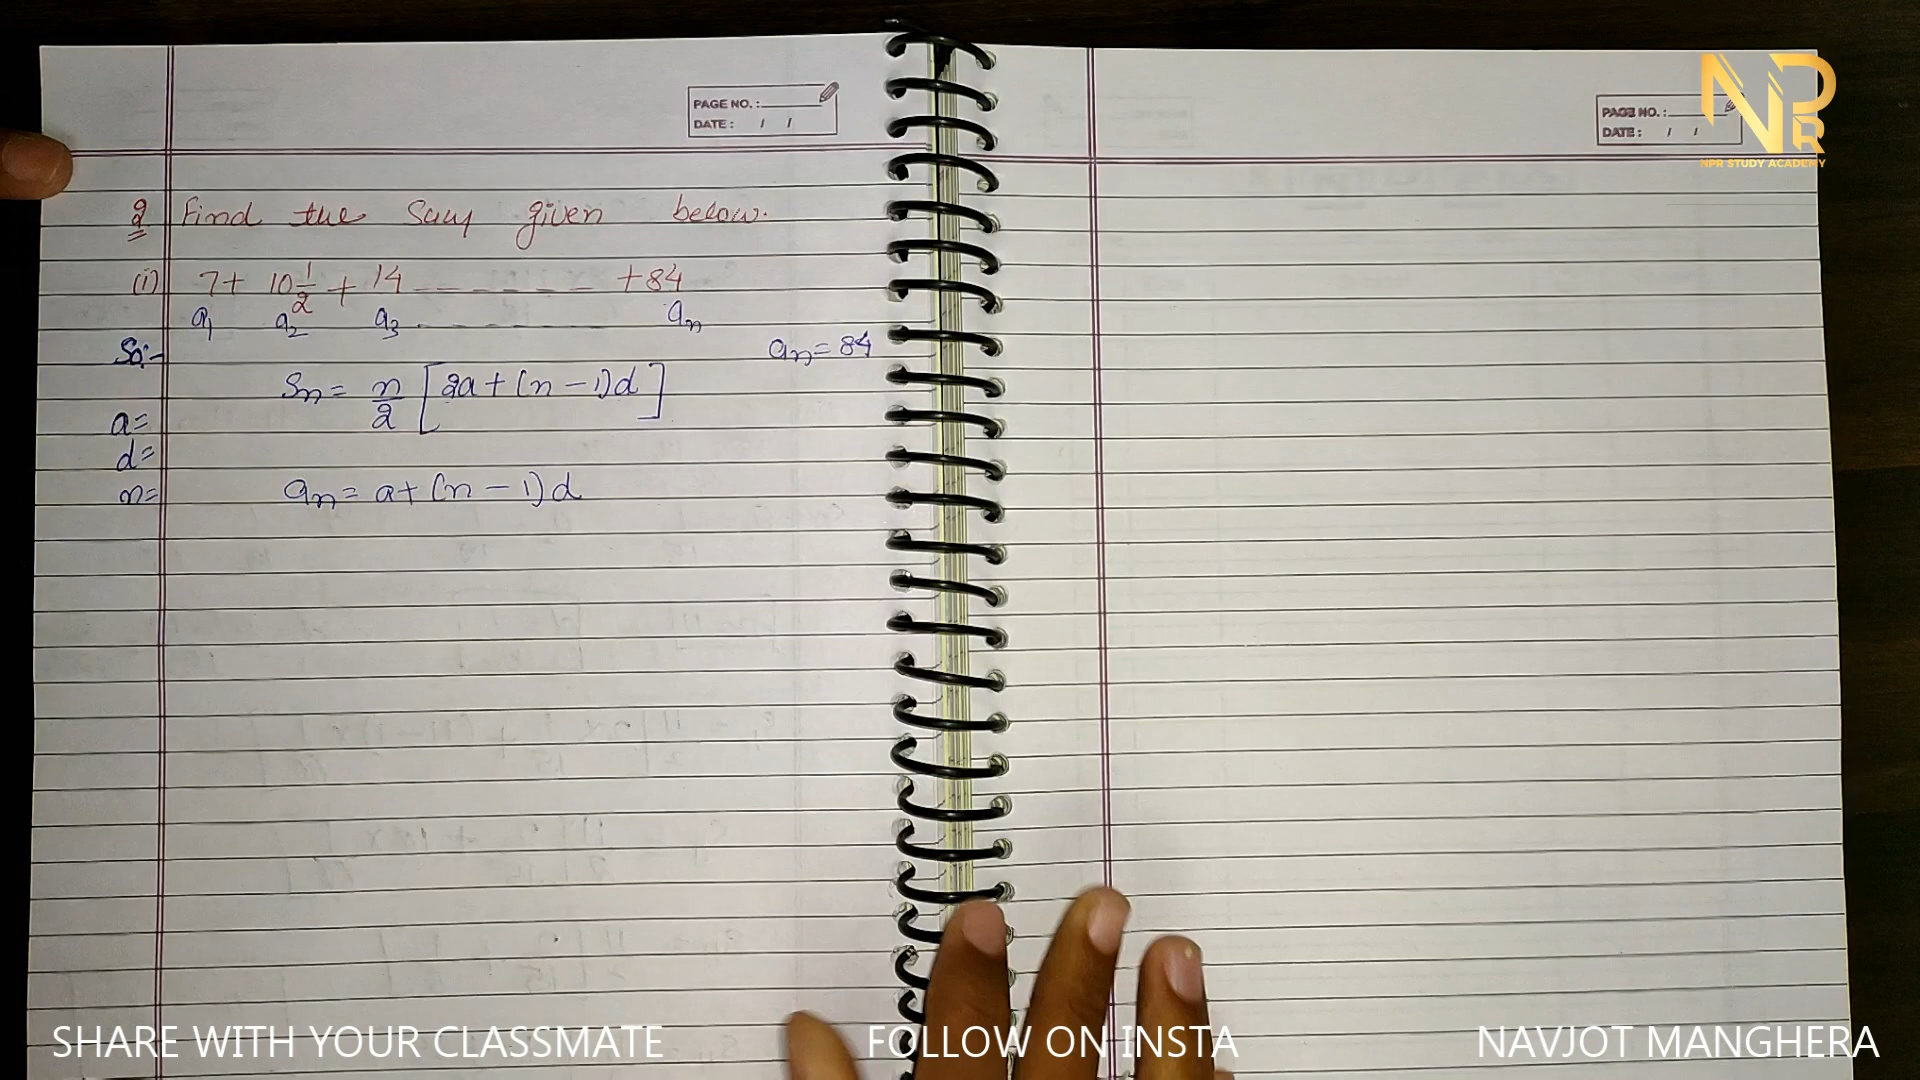 PAGE NO. :
DATE : / /
Q Find the Sum given below.
(i) 7 + 10 1/2 + 14 - - - - - - - + 84
a1 a2 a3 - - - - - - - an
So:-
an = 84
Sn = n/2 [2a + (n - 1)d]
a =
d =
n =
an = a + (n - 1)d
PAGE NO. :
DATE : / /
NPR
NPR STUDY ACADEMY
SHARE WITH YOUR CLASSMATE FOLLOW ON INSTA NAVJOT MANGHERA